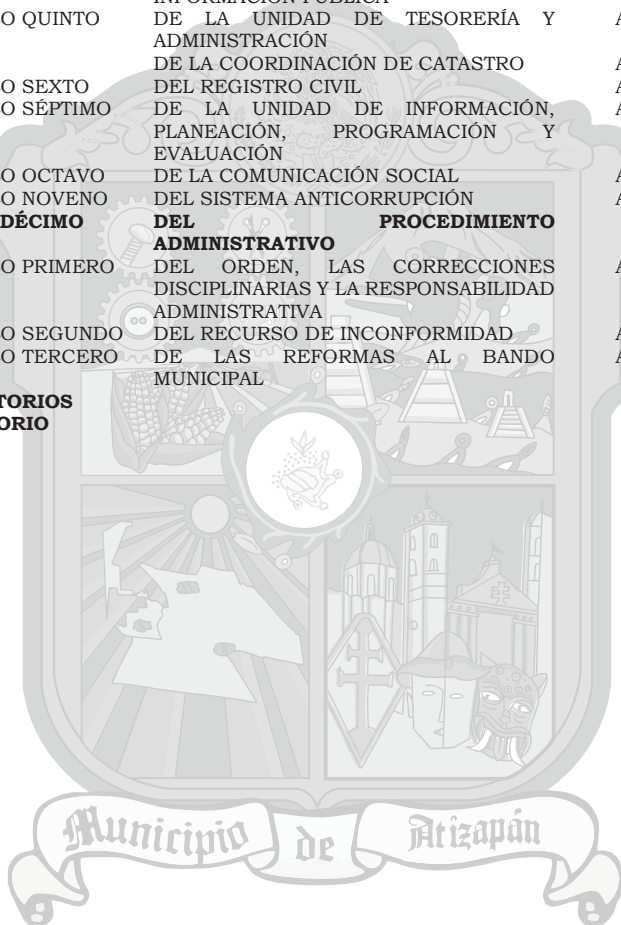 INFORMACIÓN PÚBLICA
O QUINTO DE LA UNIDAD DE TESORERÍA Y A
ADMINISTRACIÓN
DE LA COORDINACIÓN DE CATASTRO A
O SEXTO DEL REGISTRO CIVIL A
O SÉPTIMO DE LA UNIDAD DE INFORMACIÓN, A
PLANEACIÓN, PROGRAMACIÓN Y
EVALUACIÓN
O OCTAVO DE LA COMUNICACIÓN SOCIAL A
O NOVENO DEL SISTEMA ANTICORRUPCIÓN A
DÉCIMO DEL PROCEDIMIENTO
ADMINISTRATIVO
O PRIMERO DEL ORDEN, LAS CORRECCIONES A
DISCIPLINARIAS Y LA RESPONSABILIDAD
ADMINISTRATIVA
O SEGUNDO DEL RECURSO DE INCONFORMIDAD A
O TERCERO DE LAS REFORMAS AL BANDO A
MUNICIPAL
TORIOS
ORIO
Municipio de Atizapán